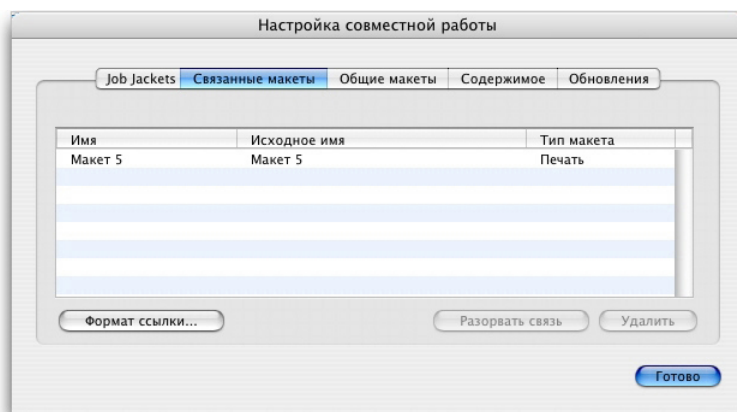 Настройка совместной работы
Job Jackets Связанные макеты Общие макеты Содержимое Обновления
Имя Исходное имя Тип макета
Макет 5 Макет 5 Печать
Формат ссылки... Разорвать связь Удалить
Готово